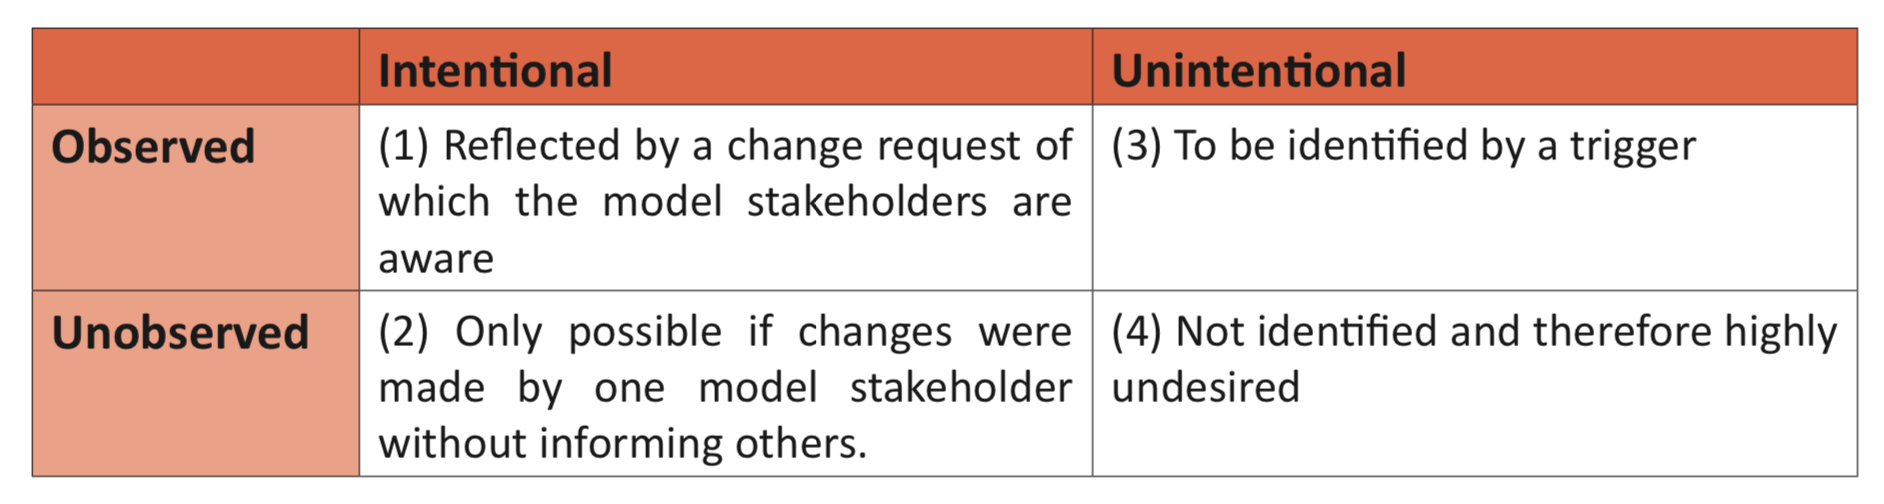 Intentional
Unintentional
Observed
(1) Reflected by a change request of
which the model stakeholders are
aware
(3) To be identified by a trigger
Unobserved
(2) Only possible if changes were
made by one model stakeholder
without informing others.
(4) Not identified and therefore highly
undesired